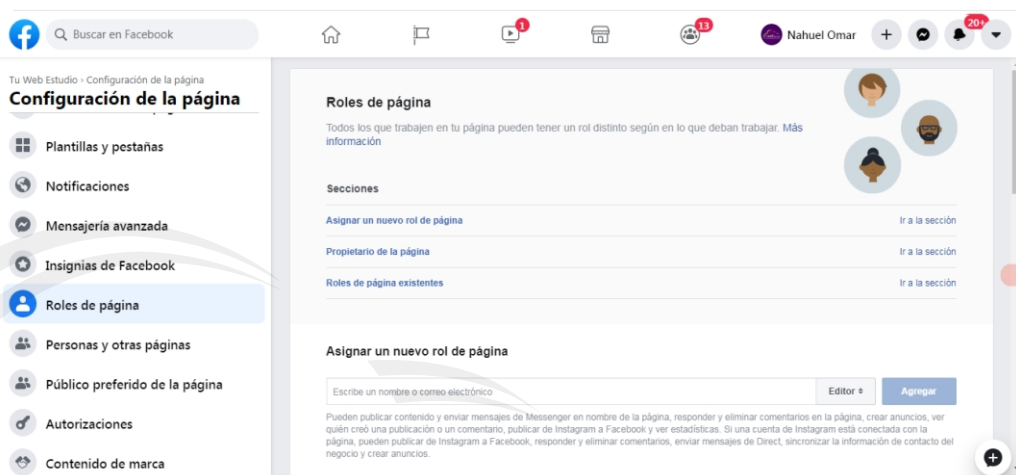 Buscar en Facebook
1
13
Nahuel Omar
20+
Tu Web Estudio › Configuración de la página
Configuración de la página
Plantillas y pestañas
Notificaciones
Mensajería avanzada
Insignias de Facebook
Roles de página
Personas y otras páginas
Público preferido de la página
Autorizaciones
Contenido de marca
Roles de página
Todos los que trabajen en tu página pueden tener un rol distinto según en lo que deban trabajar. Más
información
Secciones
Asignar un nuevo rol de página Ir a la sección
Propietario de la página Ir a la sección
Roles de página existentes Ir a la sección
Asignar un nuevo rol de página
Escribe un nombre o correo electrónico Editor Agregar
Pueden publicar contenido y enviar mensajes de Messenger en nombre de la página, responder y eliminar comentarios en la página, crear anuncios, ver
quién creó una publicación o un comentario, publicar de Instagram a Facebook y ver estadísticas. Si una cuenta de Instagram está conectada con la
página, pueden publicar de Instagram a Facebook, responder y eliminar comentarios, enviar mensajes de Direct, sincronizar la información de contacto del
negocio y crear anuncios.